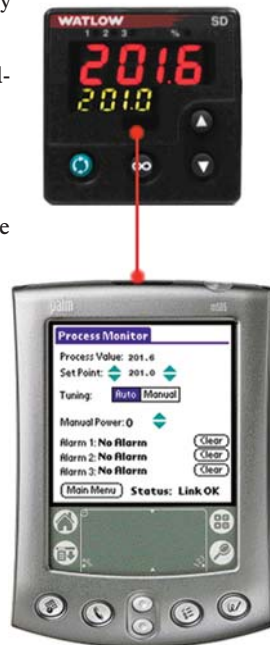 y
WATLOW SD
1 2 3 %
201.6
l-
201.0
e
palm m505
Process Monitor
Process Value: 201.6
Set Point: 201.0
Tuning: Auto Manual
Manual Power: 0
Alarm 1: No Alarm Clear
Alarm 2: No Alarm Clear
Alarm 3: No Alarm Clear
Main Menu Status: Link OK